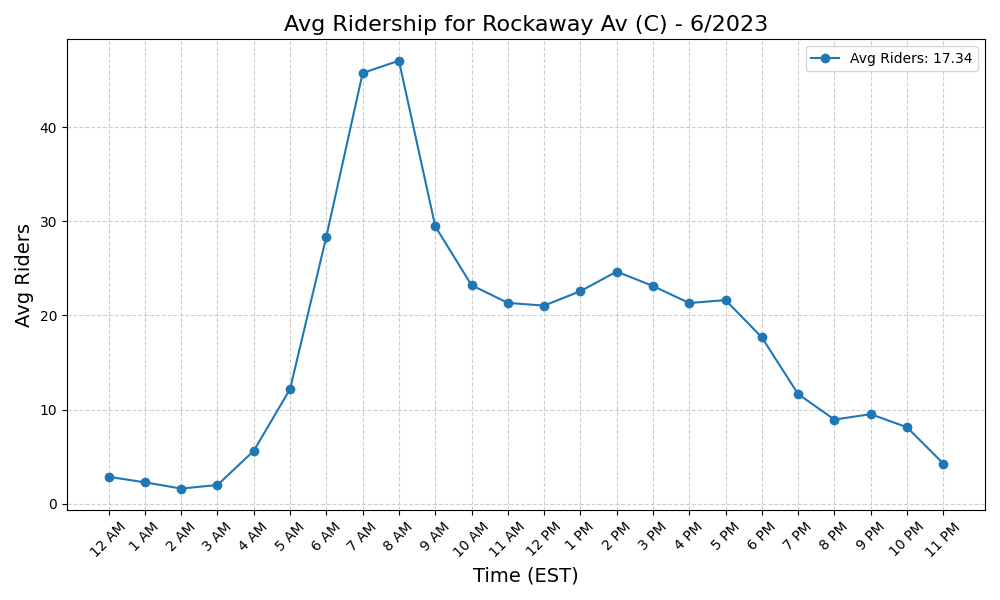 Avg Ridership for Rockaway Av (C) - 6/2023
Avg Riders: 17.34
Avg Riders
40
30
20
10
0
12 AM
1 AM
2 AM
3 AM
4 AM
5 AM
6 AM
7 AM
8 AM
9 AM
10 AM
11 AM
12 PM
1 PM
2 PM
3 PM
4 PM
5 PM
6 PM
7 PM
8 PM
9 PM
10 PM
11 PM
Time (EST)